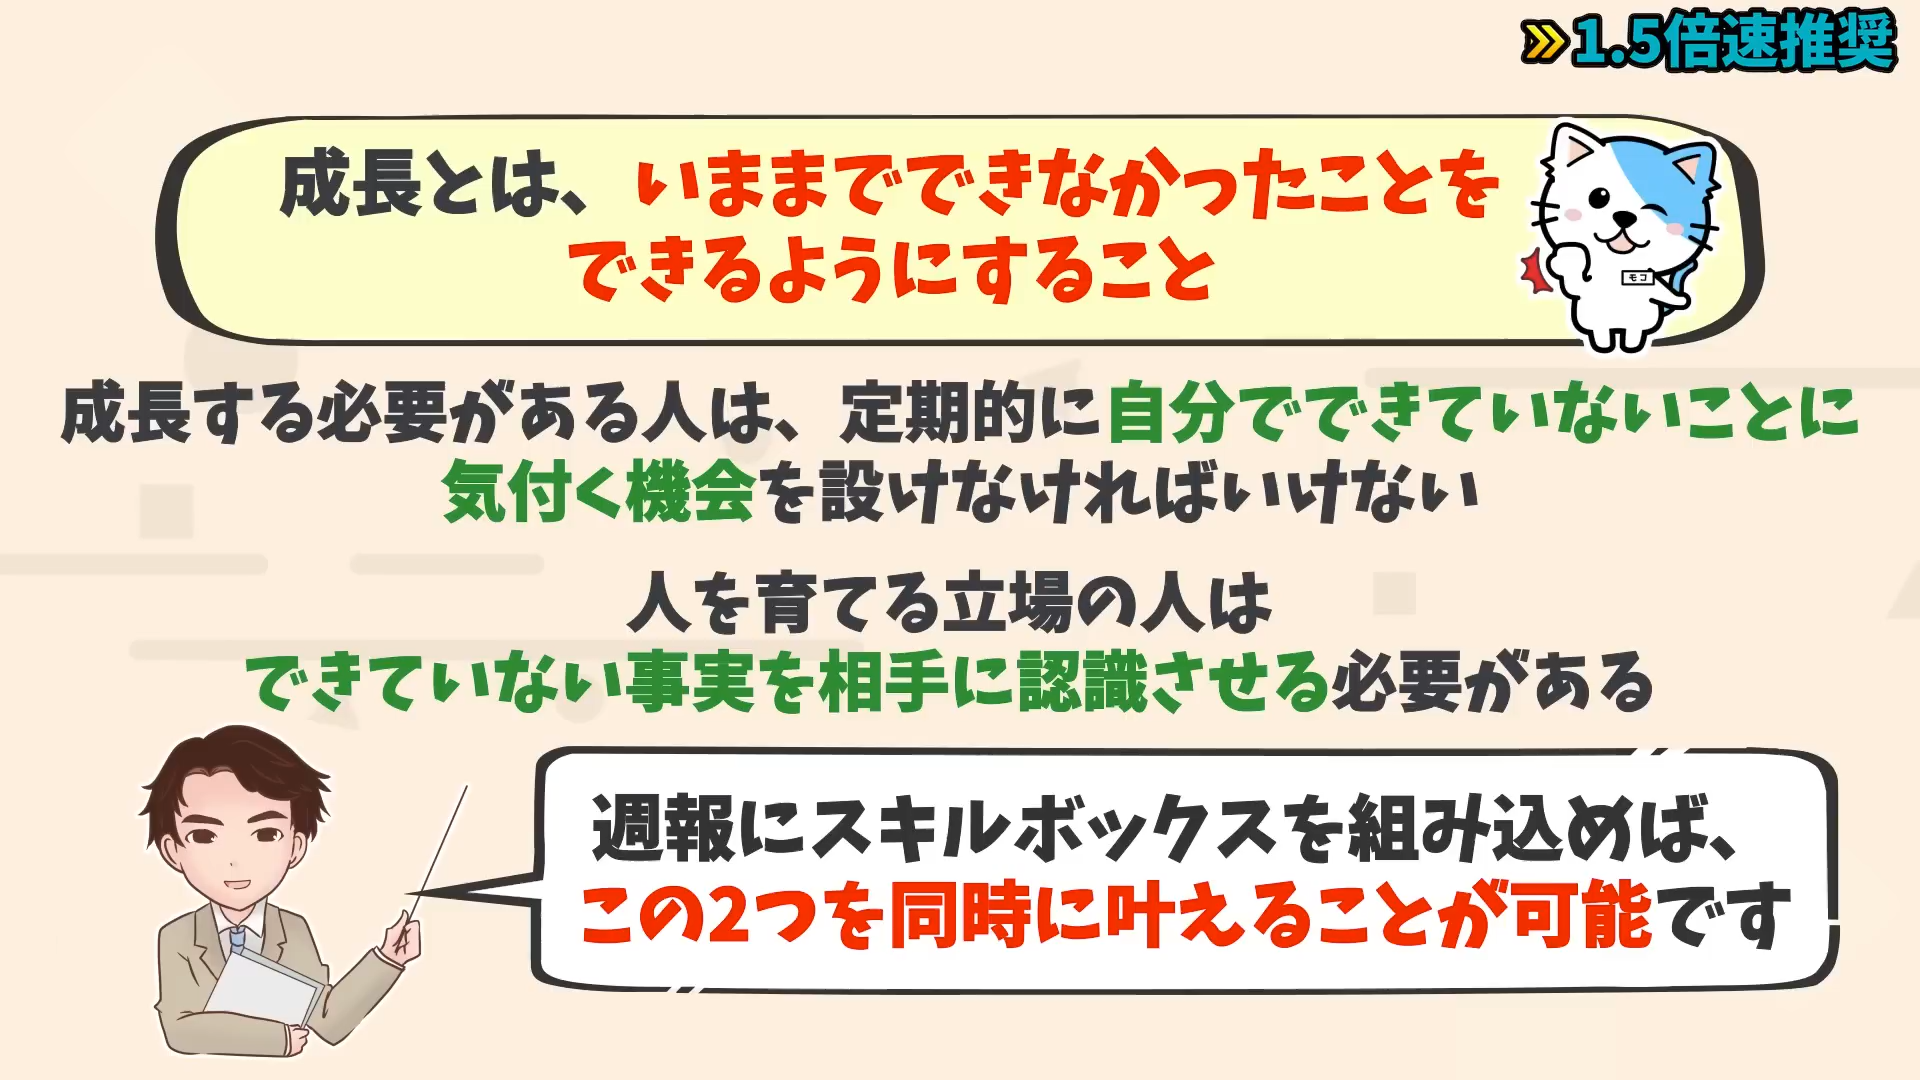 1.5倍速推奨
成長とは、いままでできなかったことを
できるようにすること
モコ
成長する必要がある人は、定期的に自分でできていないことに
気付く機会を設けなければいけない
人を育てる立場の人は
できていない事実を相手に認識させる必要がある
週報にスキルボックスを組み込めば、
この2つを同時に叶えることが可能です